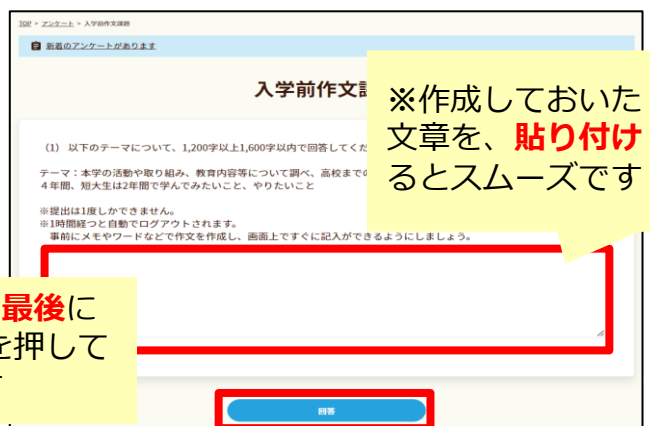 TOP > アンケート > 入学前作文課題
新着のアンケートがあります
入学前作文
※作成しておいた
文章を、貼り付け
るとスムーズです
(1) 以下のテーマについて、1,200字以上1,600字以内で回答してくだ
テーマ：本学の活動や取り組み、教育内容等について調べ、高校までの
４年間、短大生は2年間で学んでみたいこと、やりたいこと
※提出は1度しかできません。
※1時間経つと自動でログアウトされます。
事前にメモやワードなどで作文を作成し、画面上ですぐに記入ができるようにしましょう。
最後に
を押して
回答